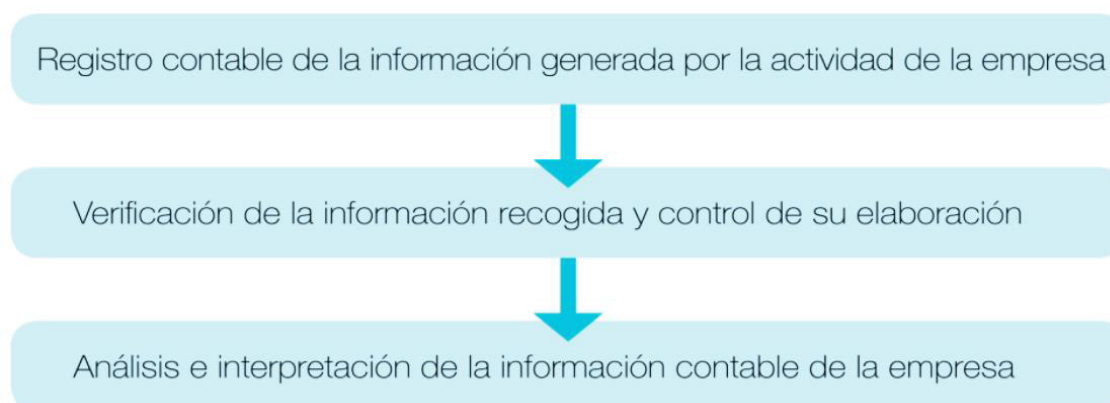 Registro contable de la información generada por la actividad de la empresa
Verificación de la información recogida y control de su elaboración
Análisis e interpretación de la información contable de la empresa